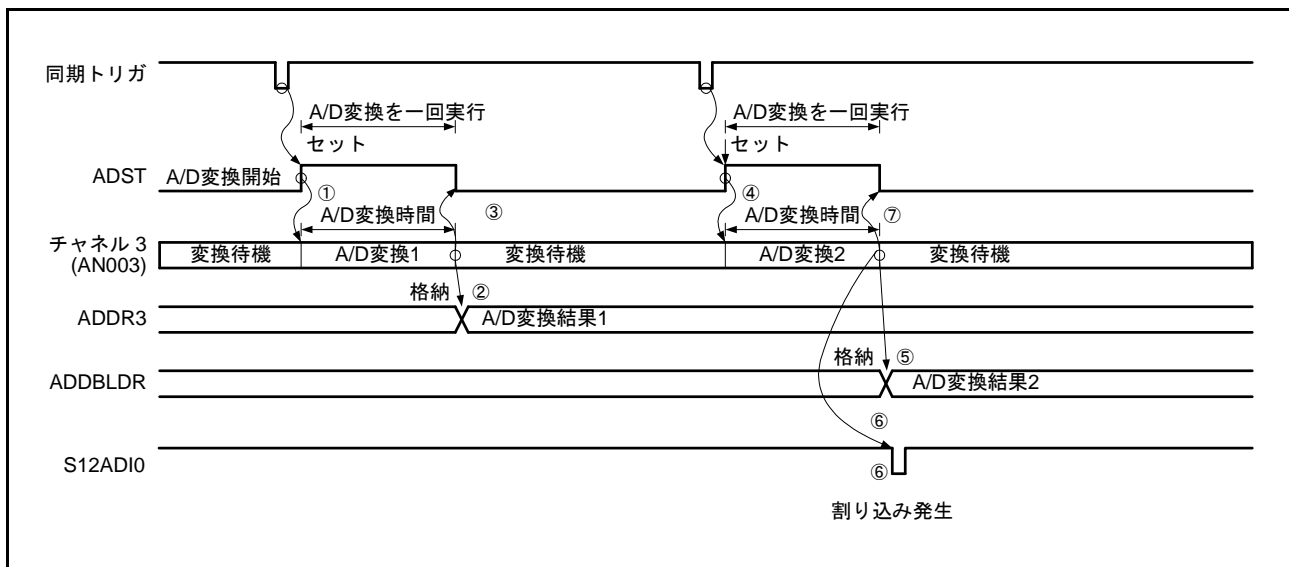 同期トリガ
A/D変換を一回実行
A/D変換を一回実行
セット
セット
ADST
A/D変換開始
①
④
A/D変換時間
③
A/D変換時間
⑦
チャネル 3
(AN003)
変換待機
A/D変換1
変換待機
A/D変換2
変換待機
格納
②
ADDR3
A/D変換結果1
格納
⑤
ADDBLDR
A/D変換結果2
⑥
S12ADI0
⑥
割り込み発生